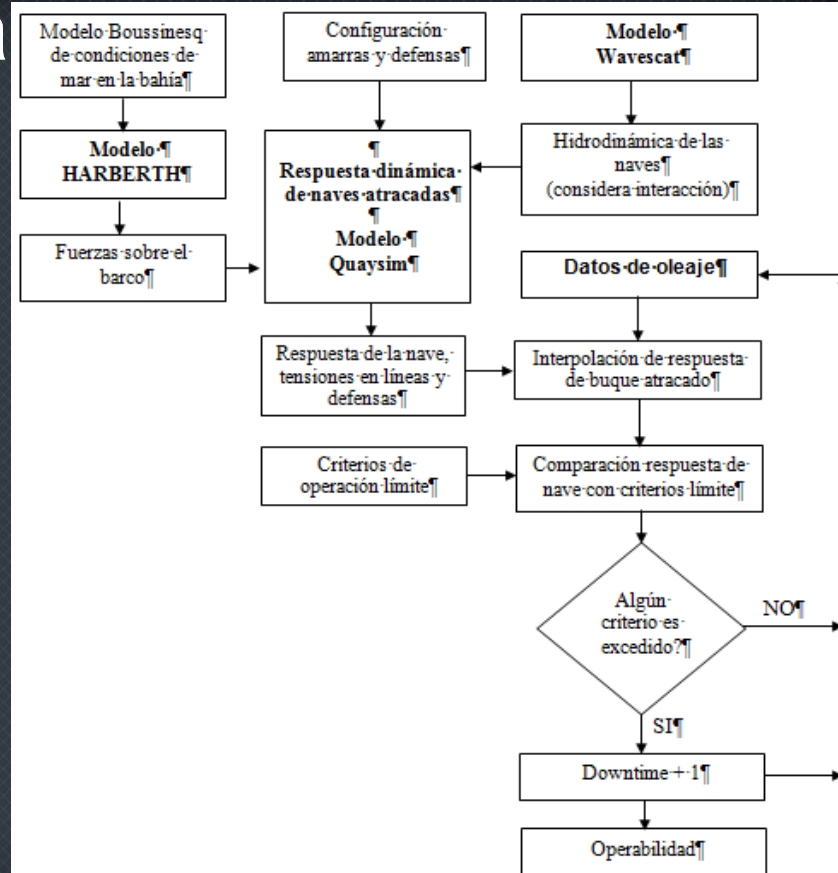 Modelo·Boussinesq·
de·condiciones·de·
mar·en·la·bahía¶
Configuración·
amarras·y·defensas¶
Modelo·¶
Wavescat¶
Modelo·¶
HARBERTH¶
¶
Respuesta·dinámica·
de·naves·atracadas¶
¶
Modelo·¶
Quaysim¶
Hidrodinámica·de·las·
naves¶
(considera·interacción)¶
Fuerzas·sobre·el·
barco¶
Datos·de·oleaje¶
Respuesta·de·la·nave,·
tensiones·en·líneas·y·
defensas¶
Interpolación·de·respuesta·
de·buque·atracado¶
Criterios·de·
operación·límite¶
Comparación·respuesta·de·
nave·con·criterios·límite¶
Algún·
criterio·es·
excedido?¶
NO¶
SI¶
Downtime·+·1¶
Operabilidad¶